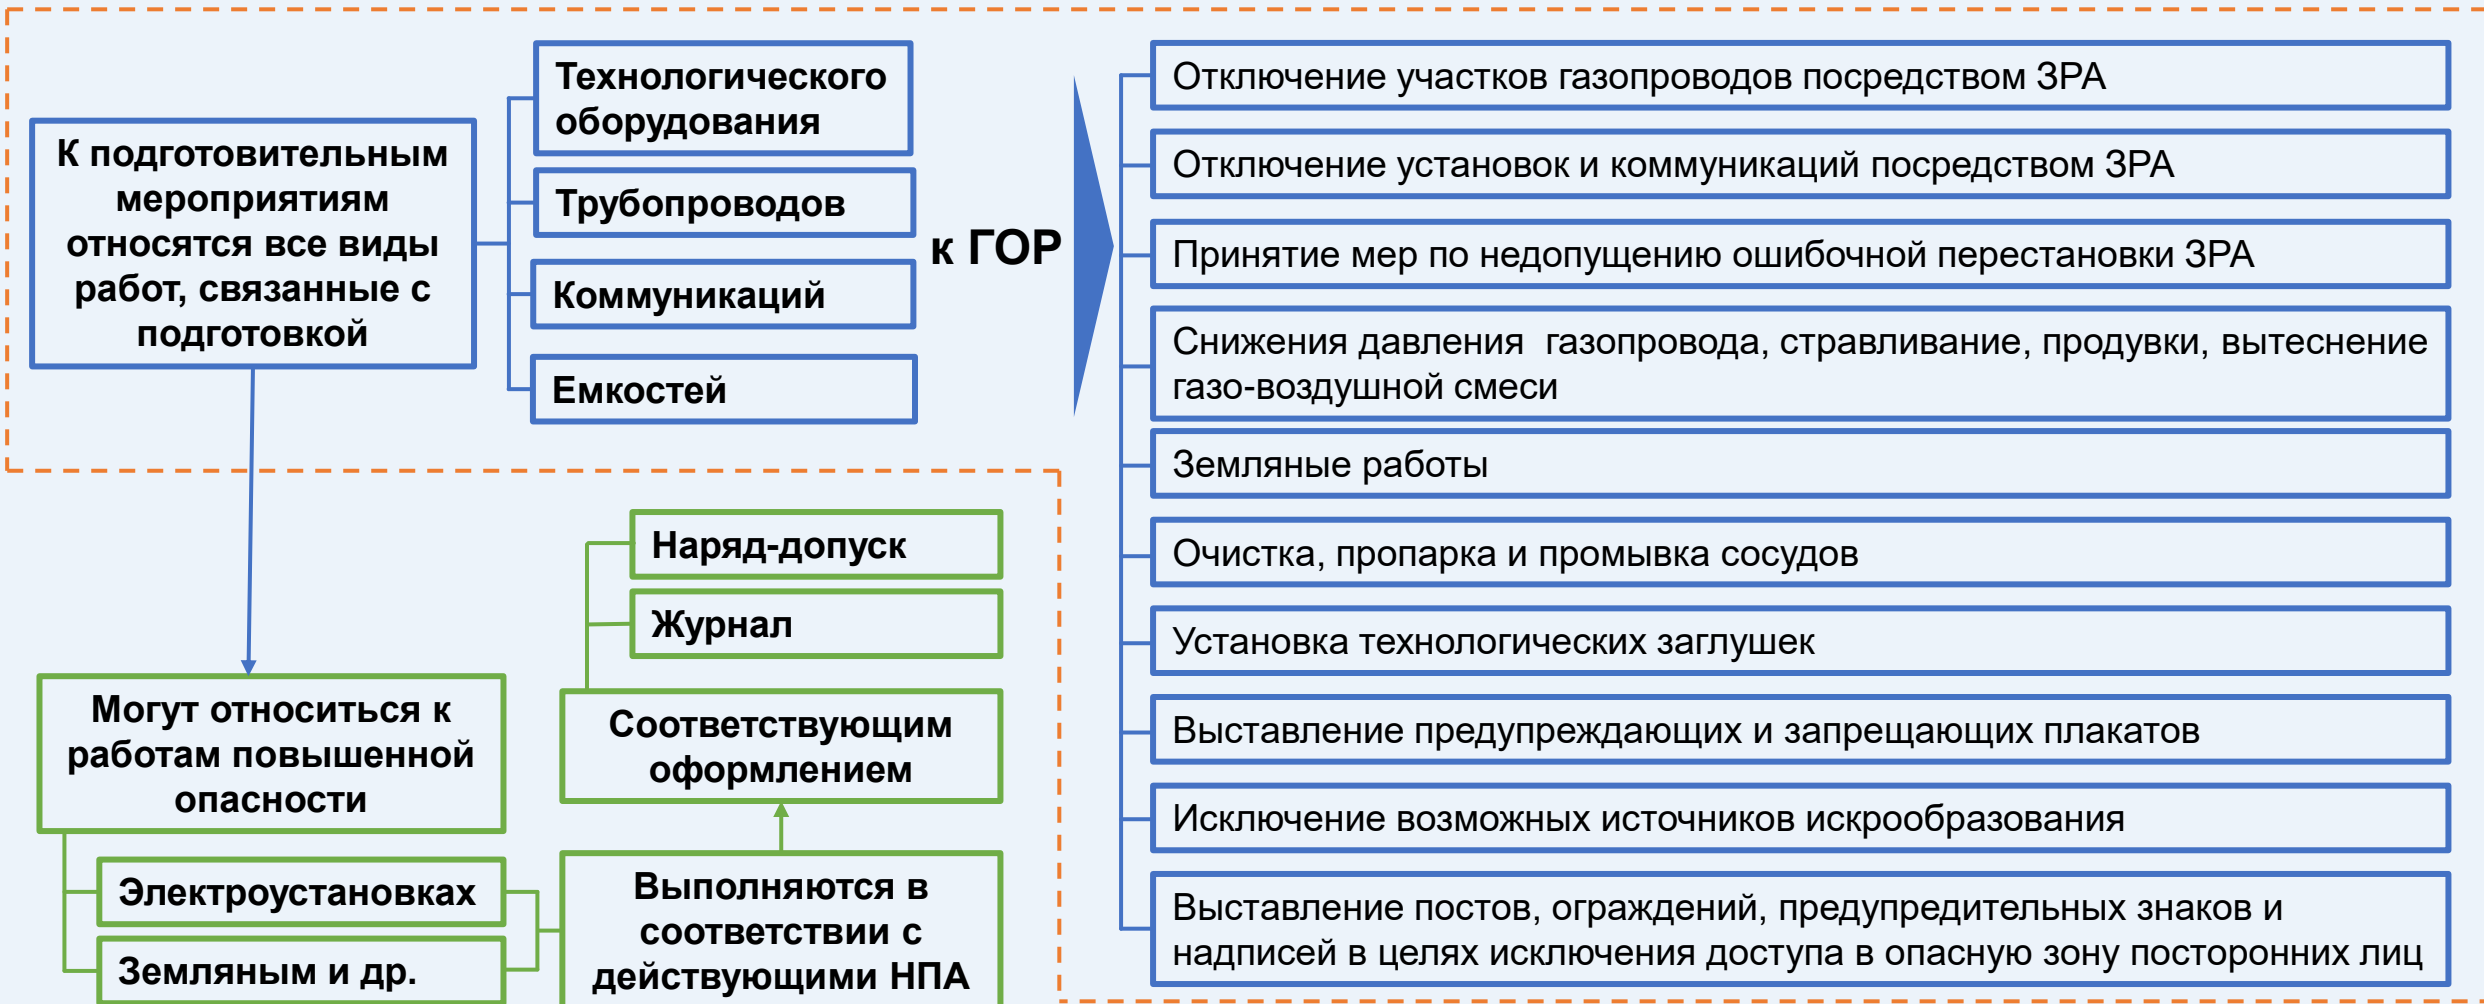 К подготовительным
мероприятиям
относятся все виды
работ, связанные с
подготовкой
Технологического
оборудования
Трубопроводов
Коммуникаций
Емкостей
к ГОР
Отключение участков газопроводов посредством ЗРА
Отключение установок и коммуникаций посредством ЗРА
Принятие мер по недопущению ошибочной перестановки ЗРА
Снижения давления  газопровода, стравливание, продувки, вытеснение
газо-воздушной смеси
Земляные работы
Очистка, пропарка и промывка сосудов
Установка технологических заглушек
Выставление предупреждающих и запрещающих плакатов
Исключение возможных источников искрообразования
Выставление постов, ограждений, предупредительных знаков и
надписей в целях исключения доступа в опасную зону посторонних лиц
Могут относиться к
работам повышенной
опасности
Электроустановках
Земляным и др.
Наряд-допуск
Журнал
Соответствующим
оформлением
Выполняются в
соответствии с
действующими НПА